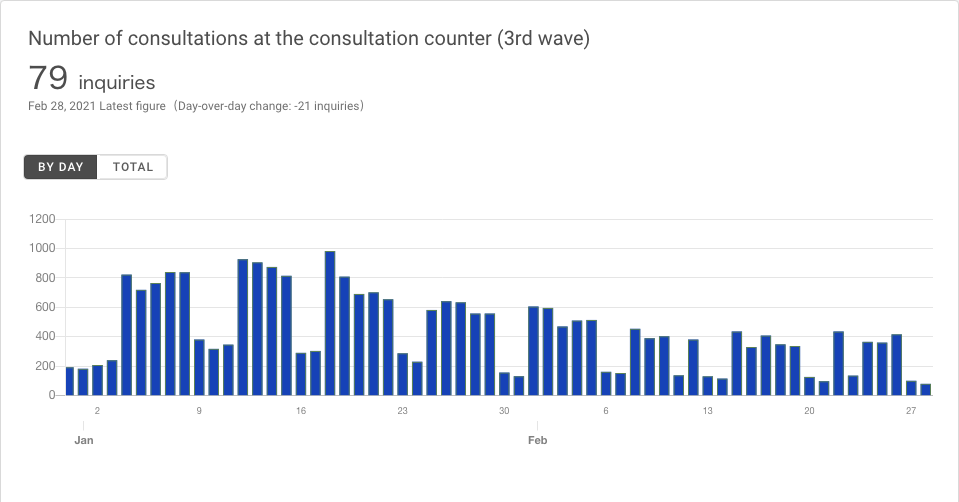 Number of consultations at the consultation counter (3rd wave)
79 inquiries
Feb 28, 2021 Latest figure (Day-over-day change: -21 inquiries)
BY DAY TOTAL
1200
1000
800
600
400
200
0
2 9 16 23 30 6 13 20 27
Jan Feb